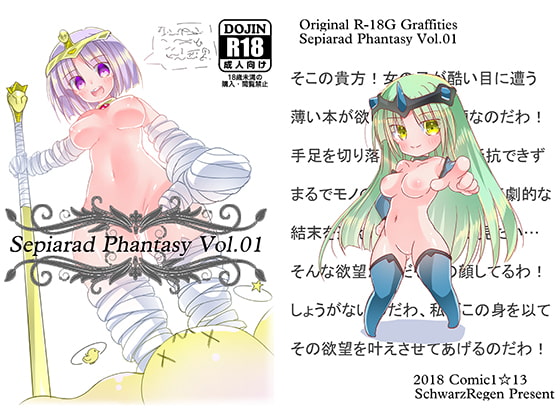 DOJIN
R18
成人向け
18歳未満の
購入・閲覧禁止
Sepiarad Phantasy Vol.01
Original R-18G Graffities
Sepiarad Phantasy Vol.01
そこの貴方!女の が酷い目に遭う
薄い本が欲 なのだわ!
手足を切り落 抵抗できず
まるでモノの 劇的な
結末を
そんな欲望 顔してるわ!
しょうがない だわ、私 この身を以て
その欲望を叶えさせてあげるのだわ!
2018 Comic1☆13
SchwarzRegen Present